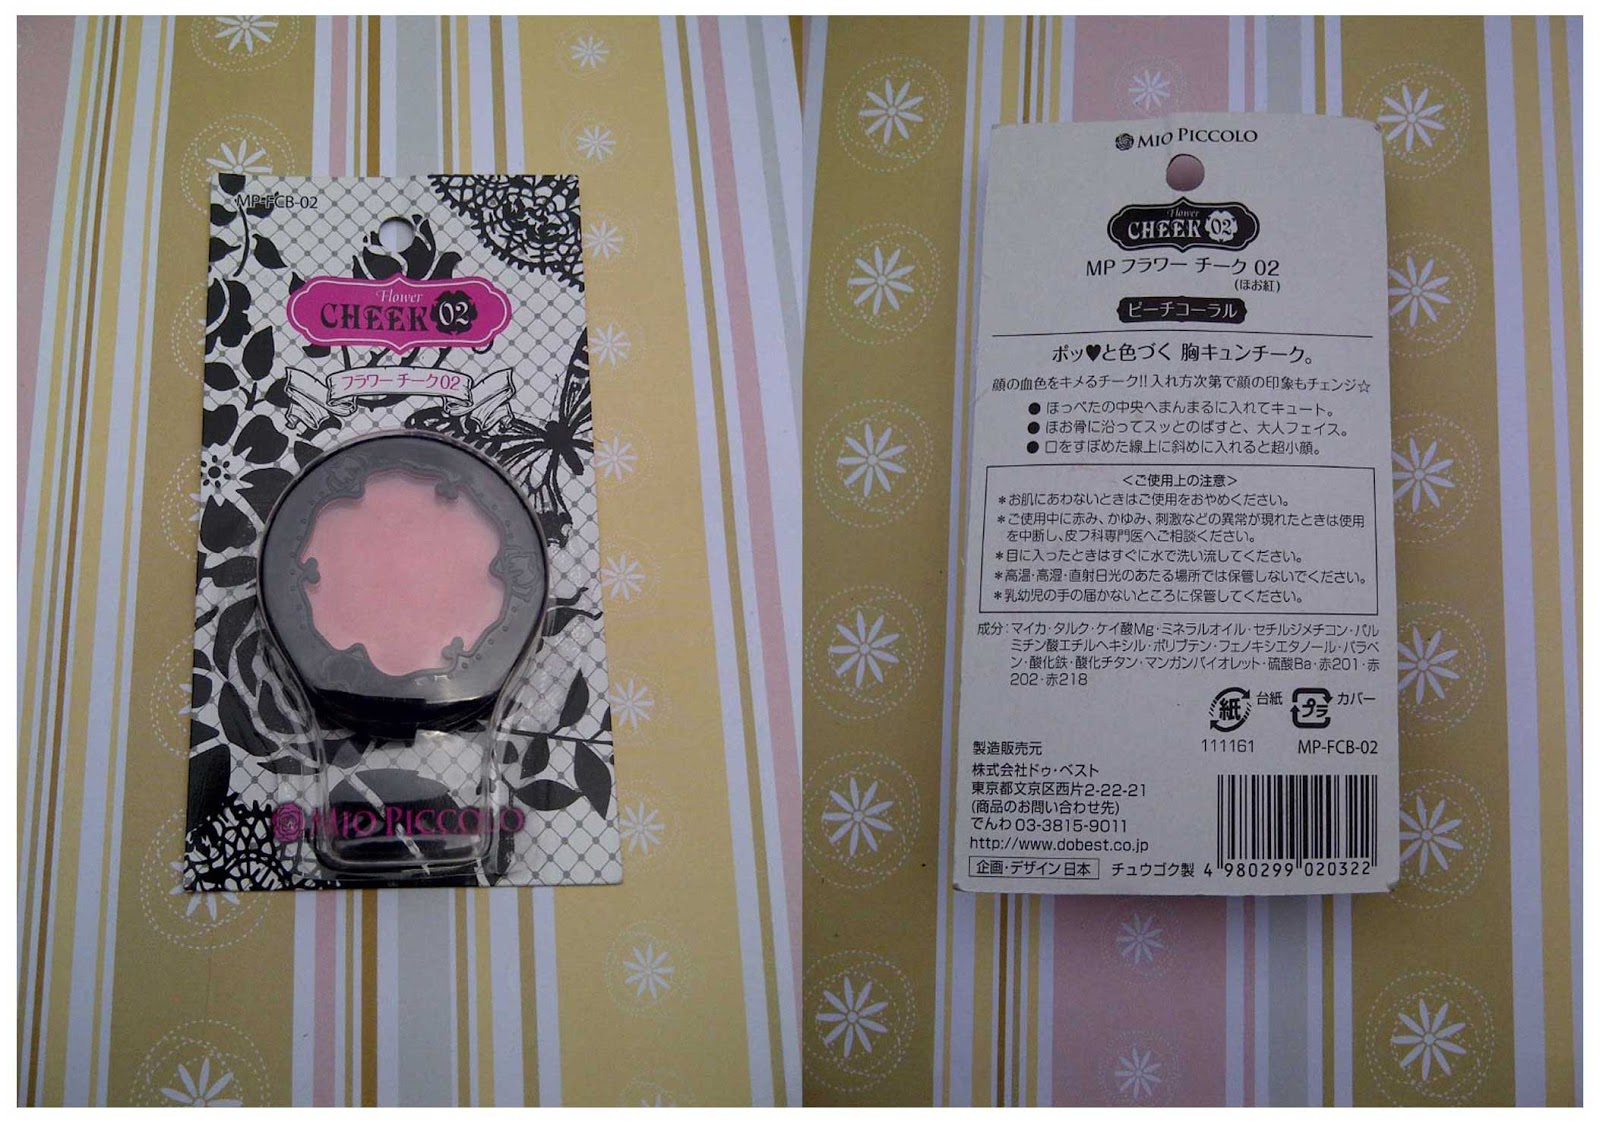 MP-FCB-02
Flower
CHEEK 02
フラワー チーク02
MIO PICCOLO
MIO PICCOLO
Flower
CHEEK 02
MP フラワー チーク 02
(ほお紅)
ピーチコーラル
ポッ♥と色づく 胸キュンチーク。
顔の血色をキメるチーク!!入れ方次第で顔の印象もチェンジ☆
● ほっぺたの中央へまんまるに入れてキュート。
● ほお骨に沿ってスッとのばすと、大人フェイス。
● 口をすぼめた線上に斜めに入れると超小顔。
<ご使用上の注意>
＊お肌にあわないときはご使用をおやめください。
＊ご使用中に赤み、かゆみ、刺激などの異常が現れたときは使用
を中断し、皮フ科専門医へご相談ください。
＊目に入ったときはすぐに水で洗い流してください。
＊高温・高湿・直射日光のあたる場所では保管しないでください。
＊乳幼児の手の届かないところに保管してください。
成分:マイカ・タルク・ケイ酸Mg・ミネラルオイル・セチルジメチコン・パル
ミチン酸エチルヘキシル・ポリブテン・フェノキシエタノール・パラベ
ン・酸化鉄・酸化チタン・マンガンバイオレット・硫酸Ba・赤201・赤
202・赤218
紙 台紙 プラ カバー
111161 MP-FCB-02
製造販売元
株式会社ドゥ・ベスト
東京都文京区西片2-22-21
(商品のお問い合わせ先)
でんわ 03-3815-9011
http://www.dobest.co.jp
企画・デザイン 日本 チュウゴク製
4 980299 020322